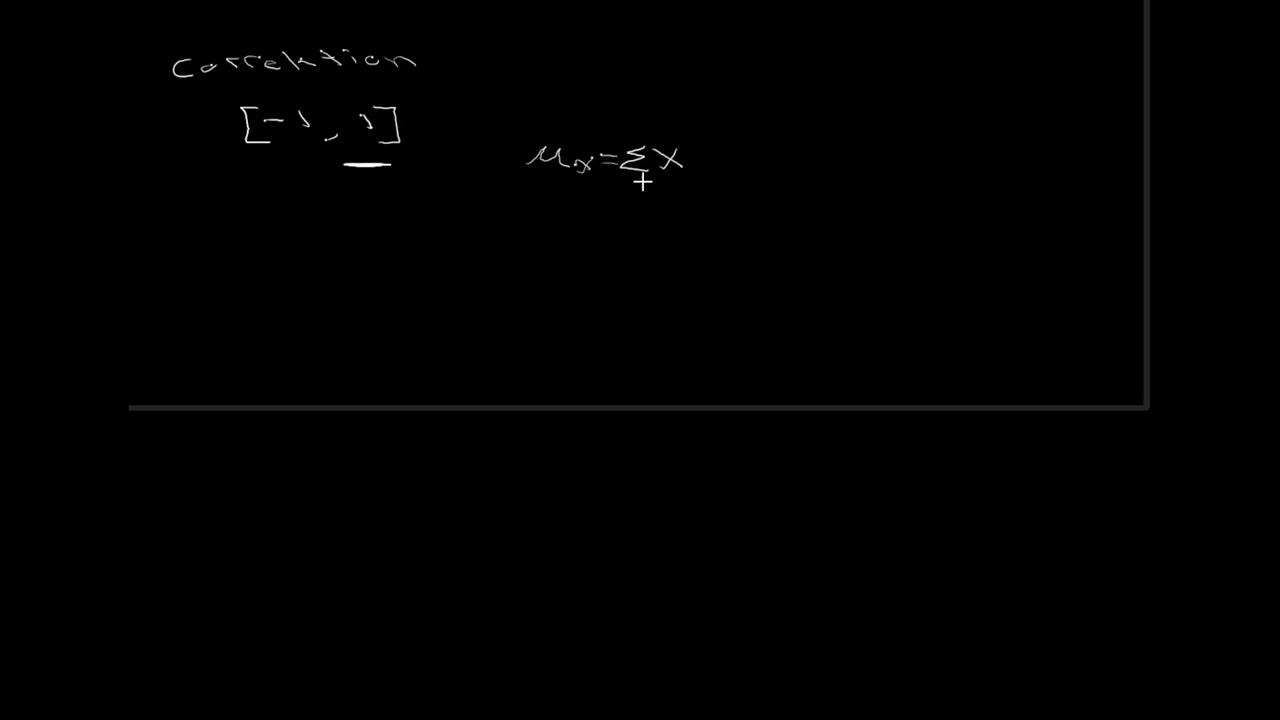 Correlation
[-1, 1]
μx=Σx